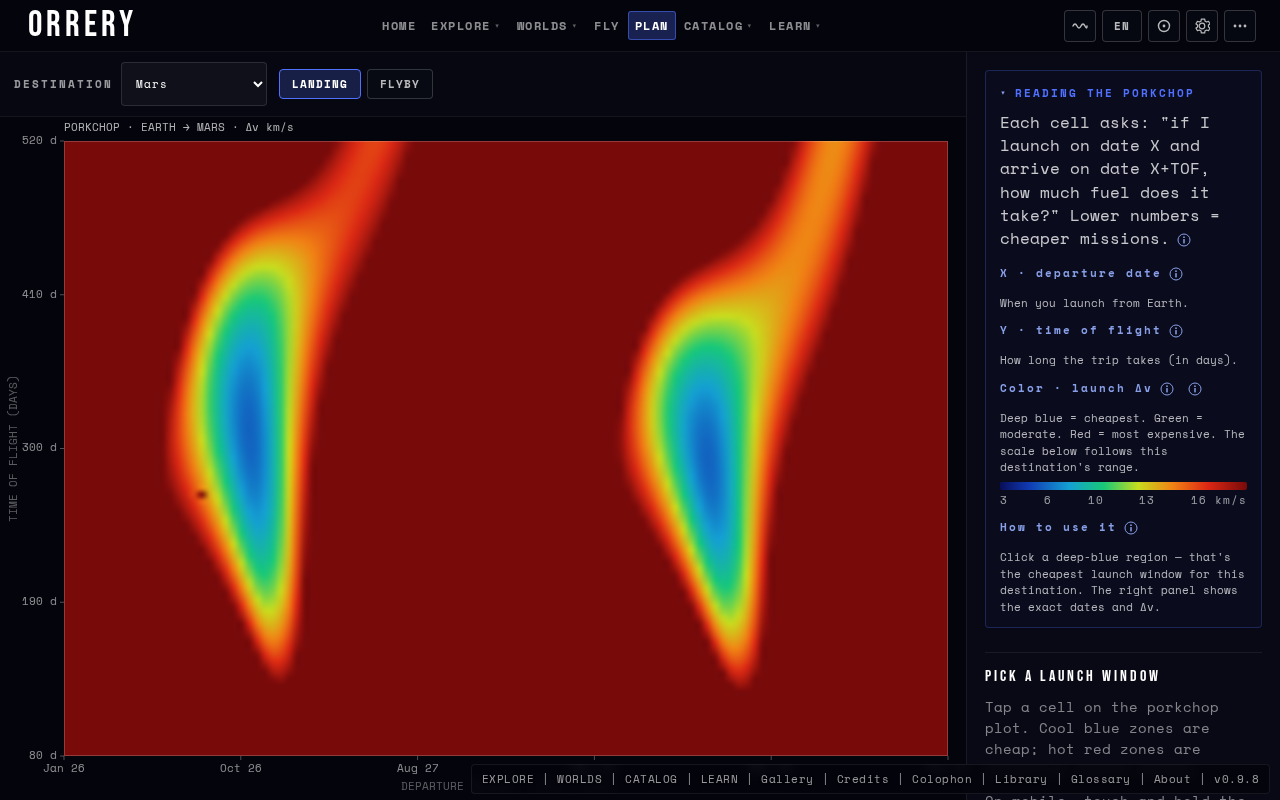 ORRERY
HOME EXPLORE ▾ WORLDS ▾ FLY PLAN CATALOG ▾ LEARN ▾
EN
DESTINATION Mars LANDING FLYBY
PORKCHOP · EARTH → MARS · Δv km/s
520 d
410 d
300 d
190 d
80 d
TIME OF FLIGHT (DAYS)
Jan 26 Oct 26 Aug 27
DEPARTURE
▾ READING THE PORKCHOP
Each cell asks: "if I
launch on date X and
arrive on date X+TOF,
how much fuel does it
take?" Lower numbers =
cheaper missions.
X · departure date
When you launch from Earth.
Y · time of flight
How long the trip takes (in days).
Color · launch Δv
Deep blue = cheapest. Green =
moderate. Red = most expensive. The
scale below follows this
destination's range.
3 6 10 13 16 km/s
How to use it
Click a deep-blue region — that's
the cheapest launch window for this
destination. The right panel shows
the exact dates and Δv.
PICK A LAUNCH WINDOW
Tap a cell on the porkchop
plot. Cool blue zones are
cheap; hot red zones are
EXPLORE | WORLDS | CATALOG | LEARN | Gallery | Credits | Colophon | Library | Glossary | About | v0.9.8